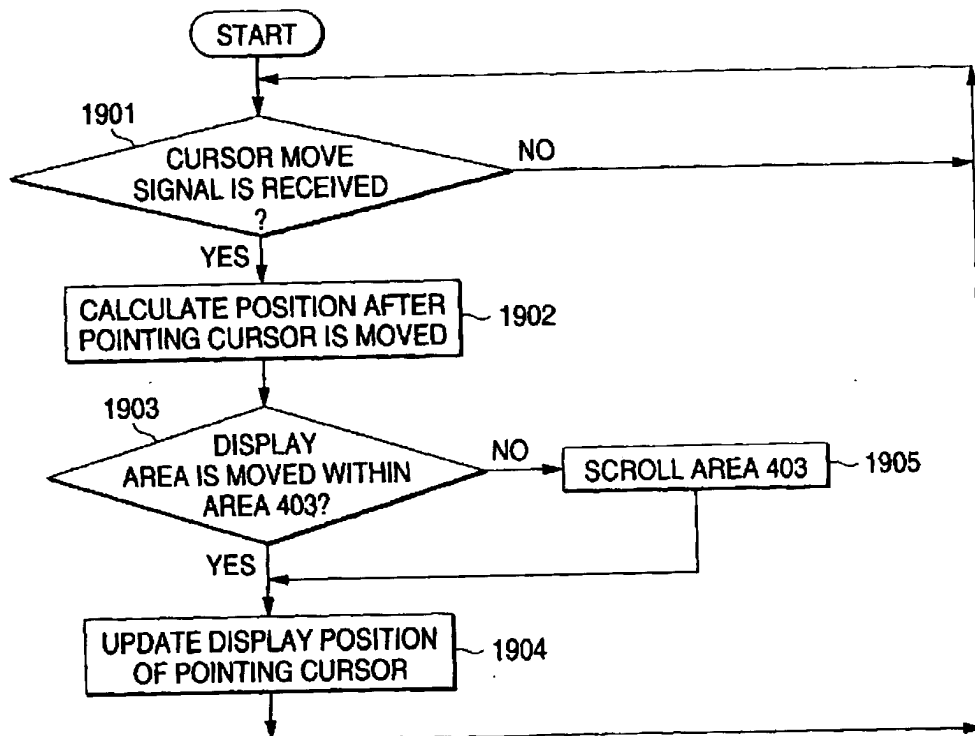 START
1901
CURSOR MOVE
SIGNAL IS RECEIVED
?
NO
YES
CALCULATE POSITION AFTER
POINTING CURSOR IS MOVED
1902
1903
DISPLAY
AREA IS MOVED WITHIN
AREA 403?
NO
SCROLL AREA 403
1905
YES
UPDATE DISPLAY POSITION
OF POINTING CURSOR
1904